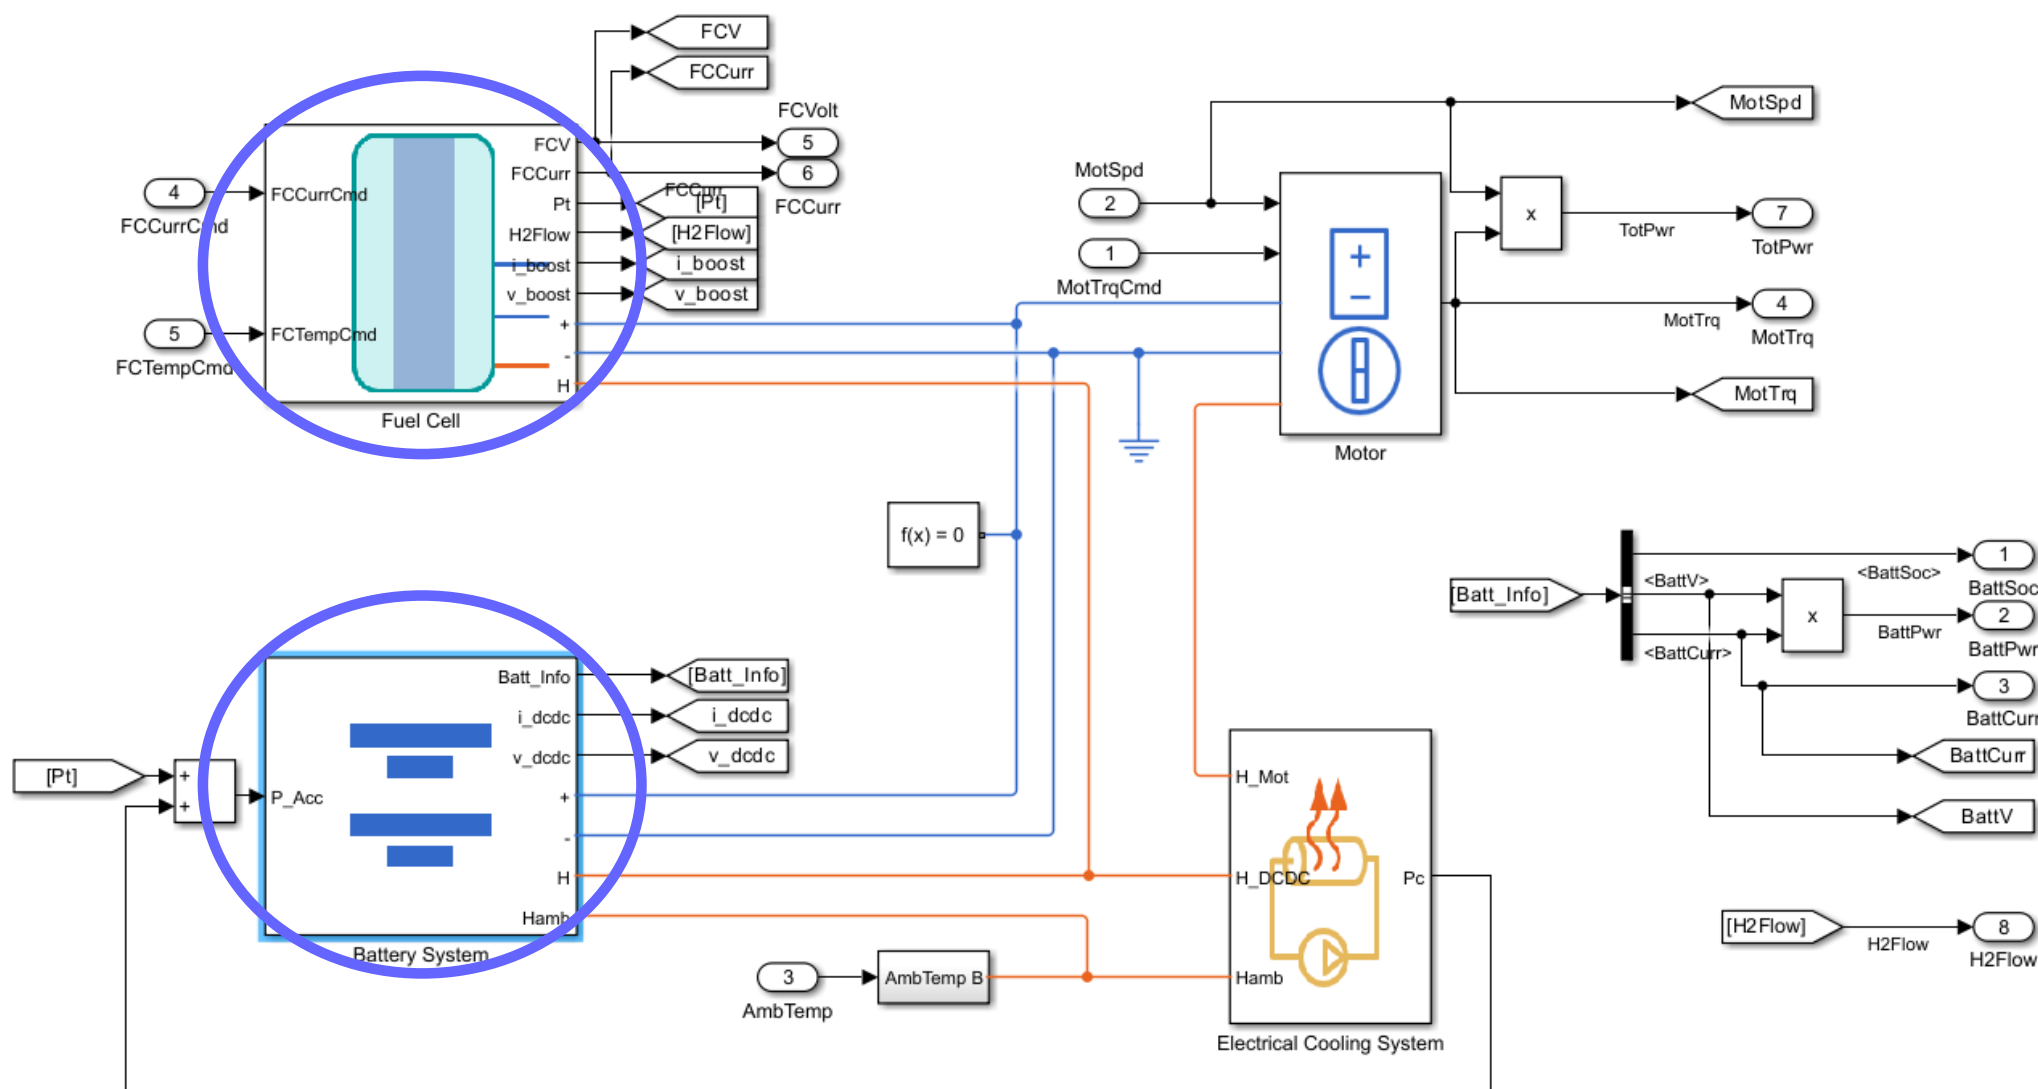 FCV
FCCurr
FCVolt
5
6
FCCurr
4
FCCurrCmd
5
FCTempCmd
FCCurrCmd
FCTempCmd
FCV
FCCurr
Pt
H2Flow
i_boost
v_boost
+
-
H
Fuel Cell
FCCurr
[Pt]
[H2Flow]
i_boost
v_boost
MotSpd
2
1
MotTrqCmd
+
−
Motor
MotSpd
x
TotPwr
7
TotPwr
MotTrq
4
MotTrq
MotTrq
f(x) = 0
[Batt_Info]
<BattV>
<BattCurr>
x
<BattSoc>
1
BattSoc
BattPwr
2
BattPwr
3
BattCurr
BattCurr
BattV
[H2Flow]
H2Flow
8
H2Flow
[Pt]
+
+
P_Acc
Batt_Info
i_dcdc
v_dcdc
+
-
H
Hamb
Battery System
[Batt_Info]
i_dcdc
v_dcdc
3
AmbTemp
AmbTemp B
H_Mot
H_DCDC
Hamb
Pc
Electrical Cooling System